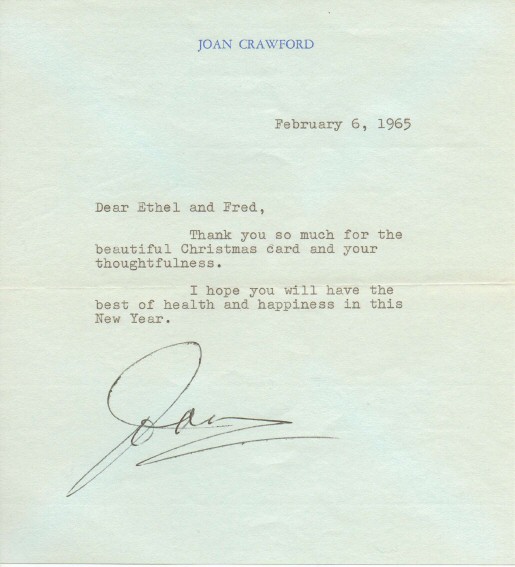 JOAN CRAWFORD
February 6, 1965
Dear Ethel and Fred,
Thank you so much for the
beautiful Christmas card and your
thoughtfulness.
I hope you will have the
best of health and happiness in this
New Year.
Joan